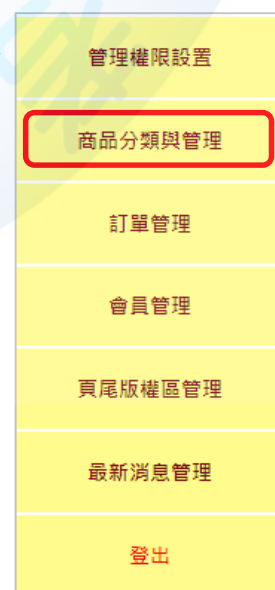 管理權限設置
商品分類與管理
訂單管理
會員管理
頁尾版權區管理
最新消息管理
登出